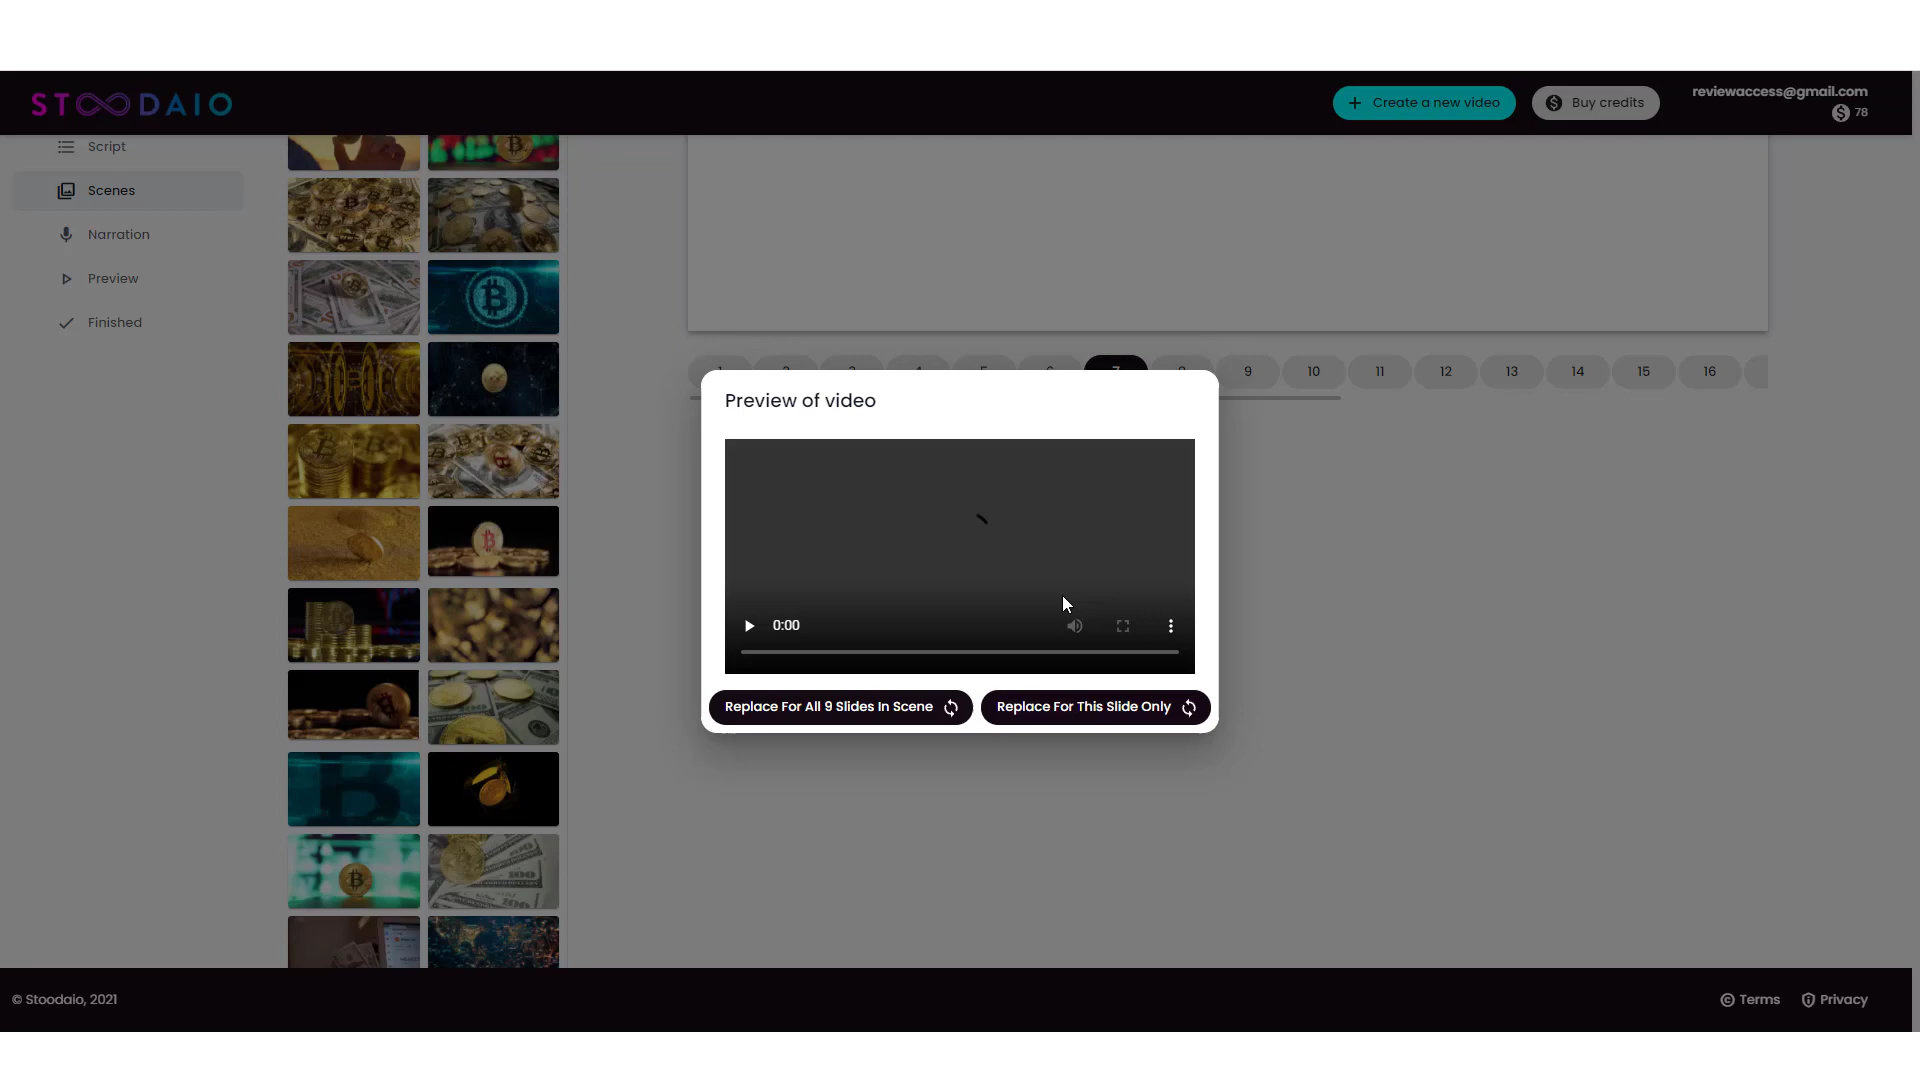 STOODAIO
Create a new video
Buy credits
reviewaccess@gmail.com
78
Script
Scenes
Narration
Preview
Finished
7 9 10 11 12 13 14 15 16
Preview of video
0:00
Replace For All 9 Slides In Scene
Replace For This Slide Only
© Stoodaio, 2021
Terms
Privacy